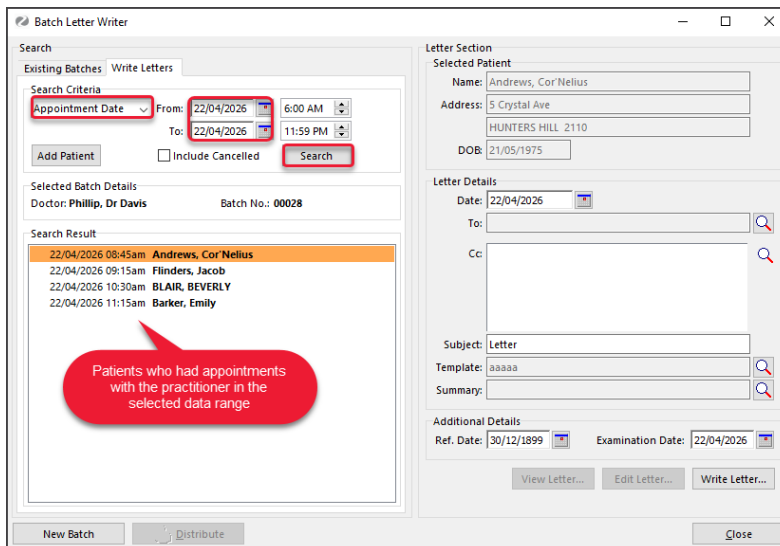 Batch Letter Writer
Search
Existing Batches Write Letters
Search Criteria
Appointment Date From: 22/04/2026 6:00 AM
To: 22/04/2026 11:59 PM
Add Patient Include Cancelled Search
Selected Batch Details
Doctor: Phillip, Dr Davis Batch No.: 00028
Search Result
22/04/2026 08:45am Andrews, Cor'Nelius
22/04/2026 09:15am Flinders, Jacob
22/04/2026 10:30am BLAIR, BEVERLY
22/04/2026 11:15am Barker, Emily
Patients who had appointments
with the practitioner in the
selected data range
New Batch Distribute
Letter Section
Selected Patient
Name: Andrews, Cor'Nelius
Address: 5 Crystal Ave
HUNTERS HILL 2110
DOB: 21/05/1975
Letter Details
Date: 22/04/2026
To:
Cc:
Subject: Letter
Template: aaaaa
Summary:
Additional Details
Ref. Date: 30/12/1899 Examination Date: 22/04/2026
View Letter... Edit Letter... Write Letter...
Close